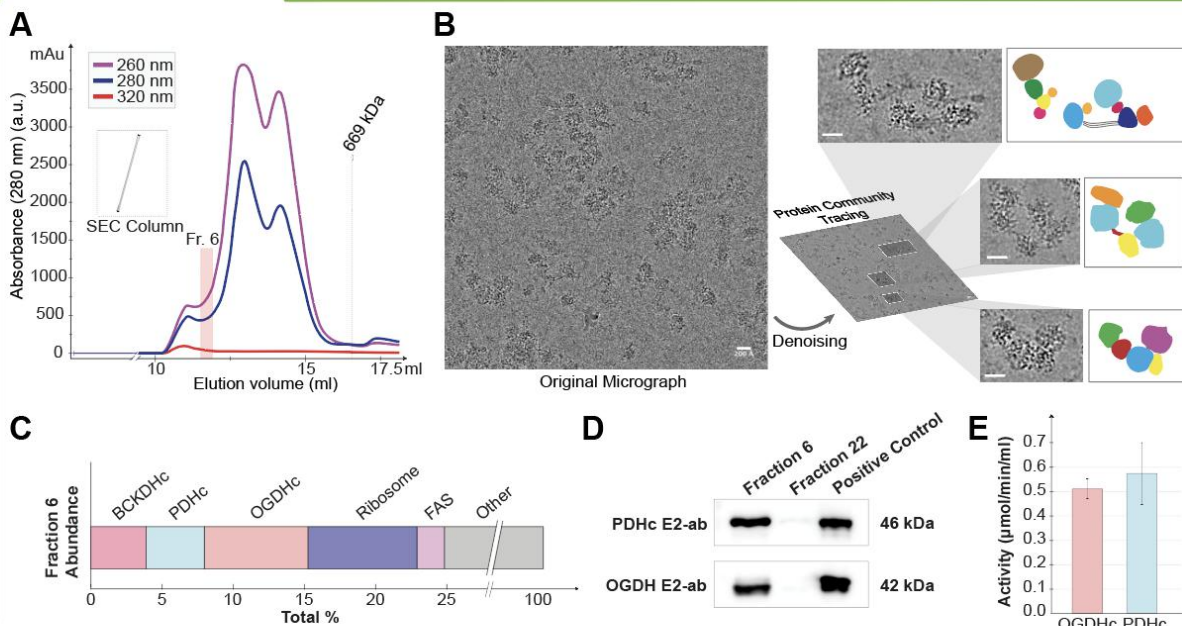 A
mAu
260 nm
280 nm
320 nm
3500
3000
2500
2000
1500
1000
500
0
Absorbance (280 nm) (a.u.)
SEC Column
Fr. 6
669 kDa
10
15
17.5 ml
Elution volume (ml)
B
200 Å
Original Micrograph
Protein Community
Tracing
Denoising
C
Fraction 6
Abundance
BCKDHc
PDHc
OGDHc
Ribosome
FAS
Other
0
5
10
15
20
25
100
Total %
D
Fraction 6
Fraction 22
Positive Control
PDHc E2-ab
46 kDa
OGDH E2-ab
42 kDa
E
Activity (µmol/min/ml)
0.7
0.6
0.5
0.4
0.3
0.2
0.1
0.0
OGDHc PDHc